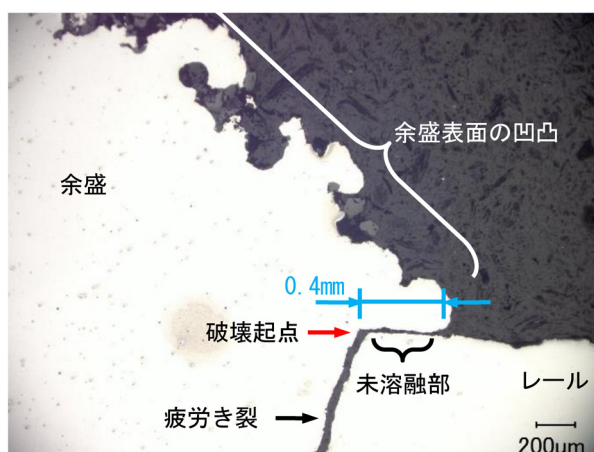 余盛表面の凹凸
余盛
0.4mm
破壊起点
未溶融部
レール
疲労き裂
200μm